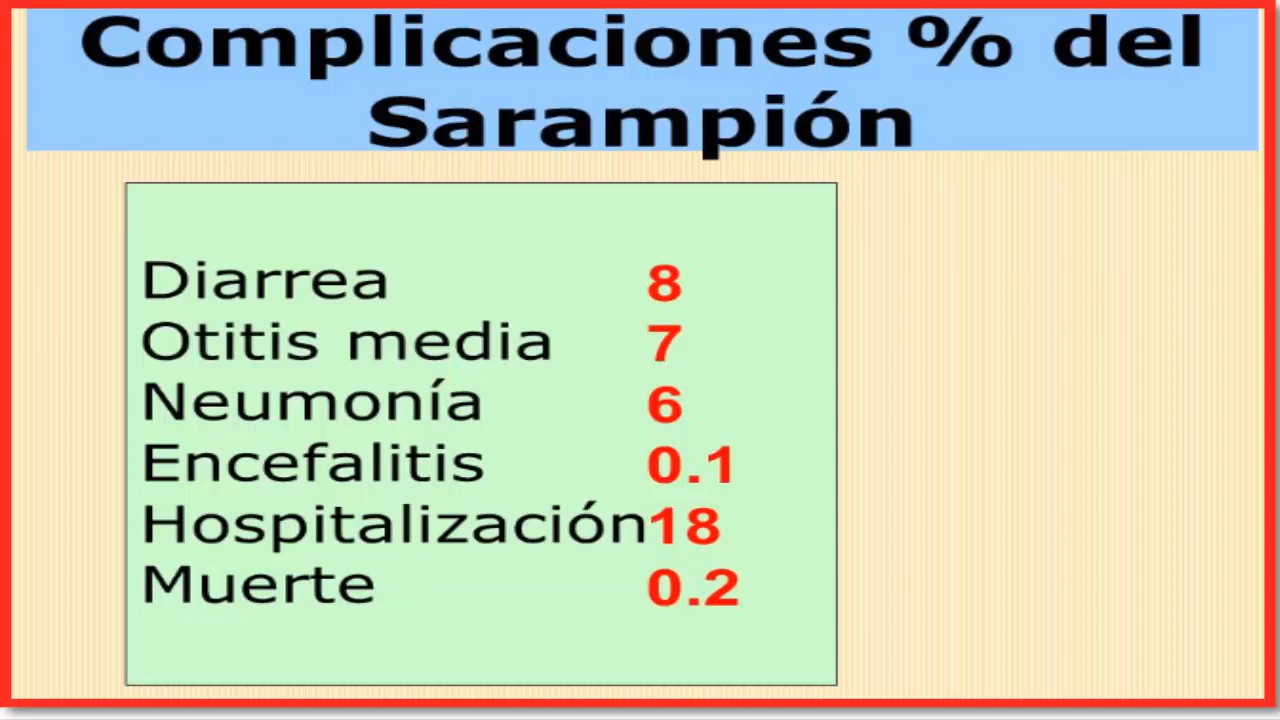 Complicaciones % del
Sarampión
Diarrea 8
Otitis media 7
Neumonía 6
Encefalitis 0.1
Hospitalización 18
Muerte 0.2